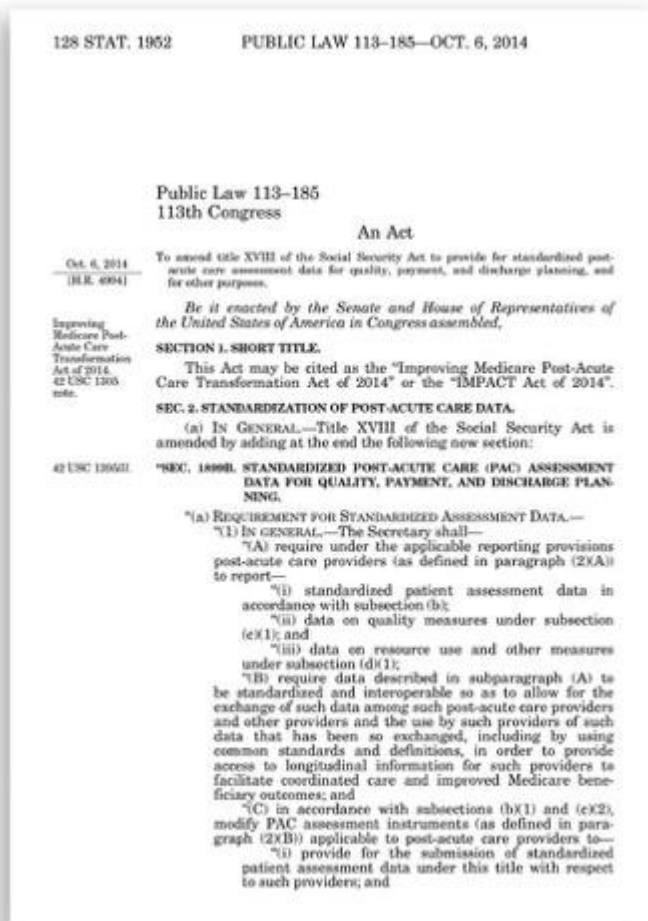 128 STAT. 1952 PUBLIC LAW 113–185—OCT. 6, 2014
Public Law 113–185
113th Congress
An Act
Oct. 6, 2014
[H.R. 4994]
To amend title XVIII of the Social Security Act to provide for standardized post-
acute care assessment data for quality, payment, and discharge planning, and
for other purposes.
Be it enacted by the Senate and House of Representatives of
the United States of America in Congress assembled,
Improving
Medicare Post-
Acute Care
Transformation
Act of 2014.
42 USC 1305
note.
SECTION 1. SHORT TITLE.
This Act may be cited as the “Improving Medicare Post-Acute
Care Transformation Act of 2014” or the “IMPACT Act of 2014”.
SEC. 2. STANDARDIZATION OF POST-ACUTE CARE DATA.
(a) IN GENERAL.—Title XVIII of the Social Security Act is
amended by adding at the end the following new section:
42 USC 1395lll.
“SEC. 1899B. STANDARDIZED POST-ACUTE CARE (PAC) ASSESSMENT
DATA FOR QUALITY, PAYMENT, AND DISCHARGE PLAN-
NING.
“(a) REQUIREMENT FOR STANDARDIZED ASSESSMENT DATA.—
“(1) IN GENERAL.—The Secretary shall—
“(A) require under the applicable reporting provisions
post-acute care providers (as defined in paragraph (2)(A))
to report—
“(i) standardized patient assessment data in
accordance with subsection (b);
“(ii) data on quality measures under subsection
(c)(1); and
“(iii) data on resource use and other measures
under subsection (d)(1);
“(B) require data described in subparagraph (A) to
be standardized and interoperable so as to allow for the
exchange of such data among such post-acute care providers
and other providers and the use by such providers of such
data that has been so exchanged, including by using
common standards and definitions, in order to provide
access to longitudinal information for such providers to
facilitate coordinated care and improved Medicare bene-
ficiary outcomes; and
“(C) in accordance with subsections (b)(1) and (c)(2),
modify PAC assessment instruments (as defined in para-
graph (2)(B)) applicable to post-acute care providers to—
“(i) provide for the submission of standardized
patient assessment data under this title with respect
to such providers; and